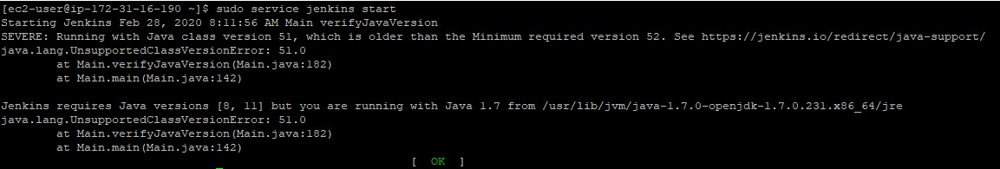 [ec2-user@ip-172-31-16-190 ~]$ sudo service jenkins start
Starting Jenkins Feb 28, 2020 8:11:56 AM Main verifyJavaVersion
SEVERE: Running with Java class version 51, which is older than the Minimum required version 52. See https://jenkins.io/redirect/java-support/
java.lang.UnsupportedClassVersionError: 51.0
        at Main.verifyJavaVersion(Main.java:182)
        at Main.main(Main.java:142)
Jenkins requires Java versions [8, 11] but you are running with Java 1.7 from /usr/lib/jvm/java-1.7.0-openjdk-1.7.0.231.x86_64/jre
java.lang.UnsupportedClassVersionError: 51.0
        at Main.verifyJavaVersion(Main.java:182)
        at Main.main(Main.java:142)
[  OK  ]